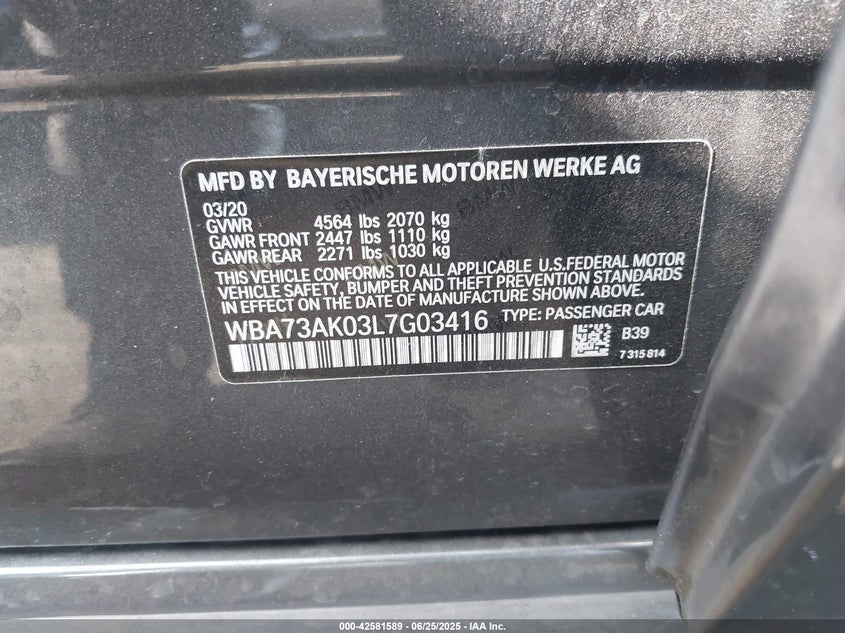 MFD BY BAYERISCHE MOTOREN WERKE AG
03/20
GVWR 4564 lbs 2070 kg
GAWR FRONT 2447 lbs 1110 kg
GAWR REAR 2271 lbs 1030 kg
THIS VEHICLE CONFORMS TO ALL APPLICABLE U.S.FEDERAL MOTOR
VEHICLE SAFETY, BUMPER AND THEFT PREVENTION STANDARDS
IN EFFECT ON THE DATE OF MANUFACTURE SHOWN ABOVE.
WBA73AK03L7G03416 TYPE: PASSENGER CAR
B39
7315814
000-42581589 - 06/25/2025 - IAA Inc.